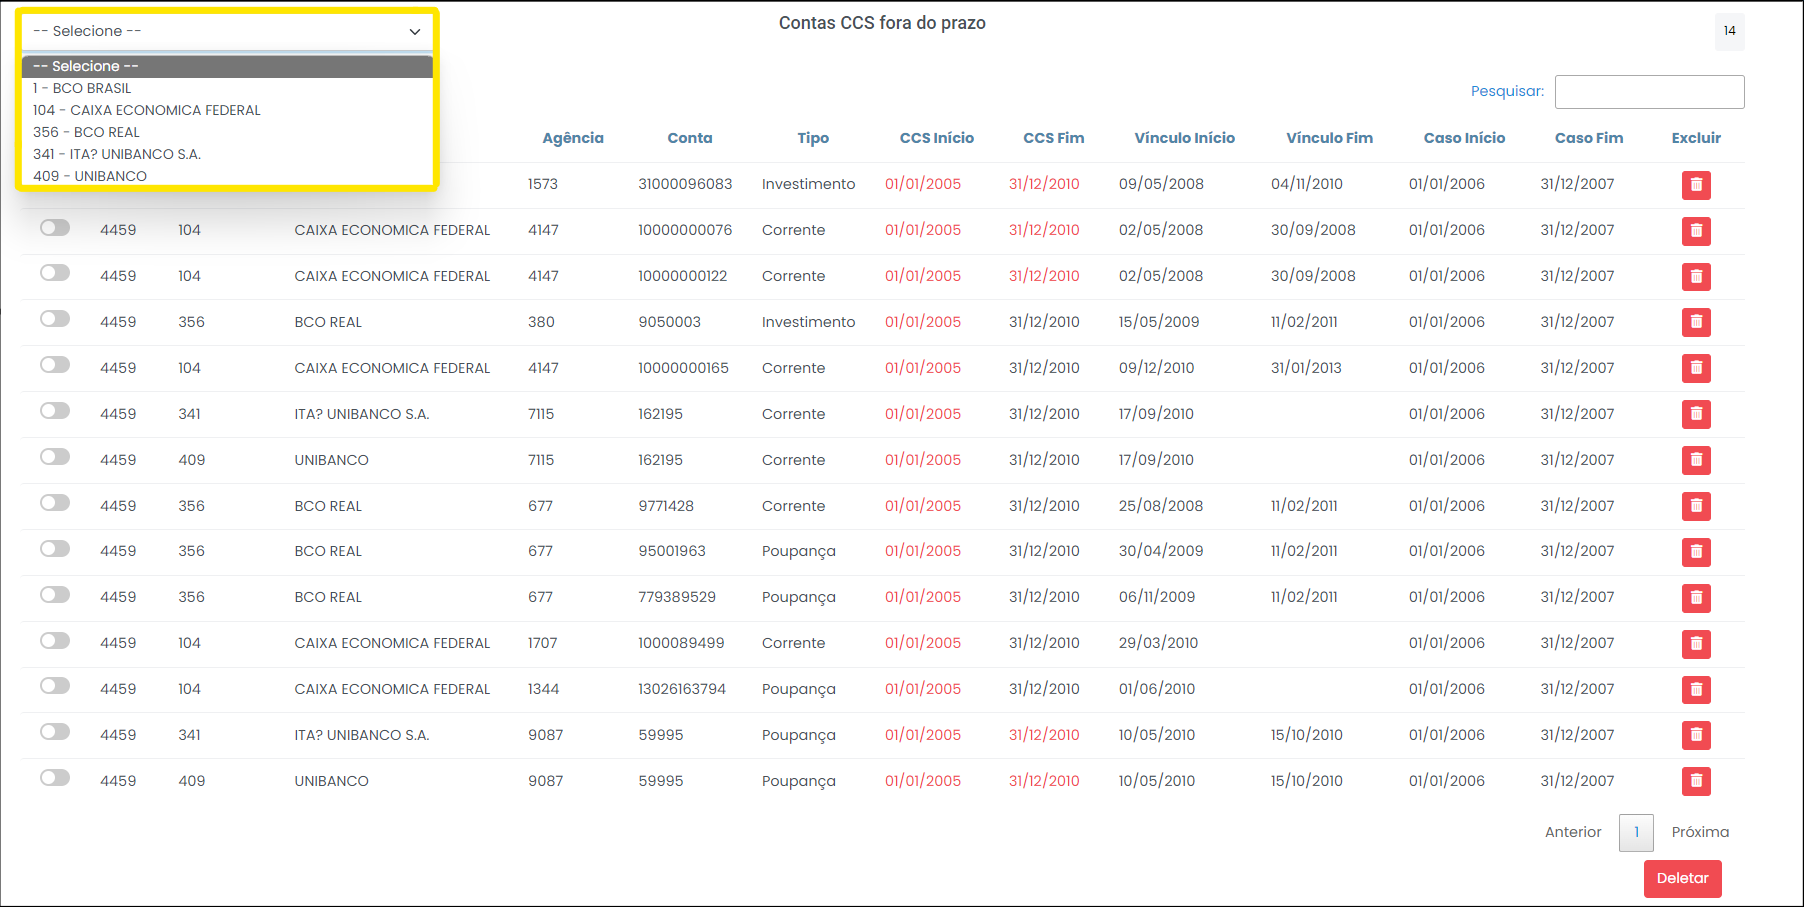 -- Selecione --
Contas CCS fora do prazo
14
-- Selecione --
1 - BCO BRASIL
104 - CAIXA ECONOMICA FEDERAL
356 - BCO REAL
341 - ITA? UNIBANCO S.A.
409 - UNIBANCO
Pesquisar:
Agência Conta Tipo CCS Início CCS Fim Vínculo Início Vínculo Fim Caso Início Caso Fim Excluir
1573 31000096083 Investimento 01/01/2005 31/12/2010 09/05/2008 04/11/2010 01/01/2006 31/12/2007
4459 104 CAIXA ECONOMICA FEDERAL 4147 10000000076 Corrente 01/01/2005 31/12/2010 02/05/2008 30/09/2008 01/01/2006 31/12/2007
4459 104 CAIXA ECONOMICA FEDERAL 4147 10000000122 Corrente 01/01/2005 31/12/2010 02/05/2008 30/09/2008 01/01/2006 31/12/2007
4459 356 BCO REAL 380 9050003 Investimento 01/01/2005 31/12/2010 15/05/2009 11/02/2011 01/01/2006 31/12/2007
4459 104 CAIXA ECONOMICA FEDERAL 4147 10000000165 Corrente 01/01/2005 31/12/2010 09/12/2010 31/01/2013 01/01/2006 31/12/2007
4459 341 ITA? UNIBANCO S.A. 7115 162195 Corrente 01/01/2005 31/12/2010 17/09/2010 01/01/2006 31/12/2007
4459 409 UNIBANCO 7115 162195 Corrente 01/01/2005 31/12/2010 17/09/2010 01/01/2006 31/12/2007
4459 356 BCO REAL 677 9771428 Corrente 01/01/2005 31/12/2010 25/08/2008 11/02/2011 01/01/2006 31/12/2007
4459 356 BCO REAL 677 95001963 Poupança 01/01/2005 31/12/2010 30/04/2009 11/02/2011 01/01/2006 31/12/2007
4459 356 BCO REAL 677 779389529 Poupança 01/01/2005 31/12/2010 06/11/2009 11/02/2011 01/01/2006 31/12/2007
4459 104 CAIXA ECONOMICA FEDERAL 1707 1000089499 Corrente 01/01/2005 31/12/2010 29/03/2010 01/01/2006 31/12/2007
4459 104 CAIXA ECONOMICA FEDERAL 1344 13026163794 Poupança 01/01/2005 31/12/2010 01/06/2010 01/01/2006 31/12/2007
4459 341 ITA? UNIBANCO S.A. 9087 59995 Poupança 01/01/2005 31/12/2010 10/05/2010 15/10/2010 01/01/2006 31/12/2007
4459 409 UNIBANCO 9087 59995 Poupança 01/01/2005 31/12/2010 10/05/2010 15/10/2010 01/01/2006 31/12/2007
Anterior 1 Próxima
Deletar